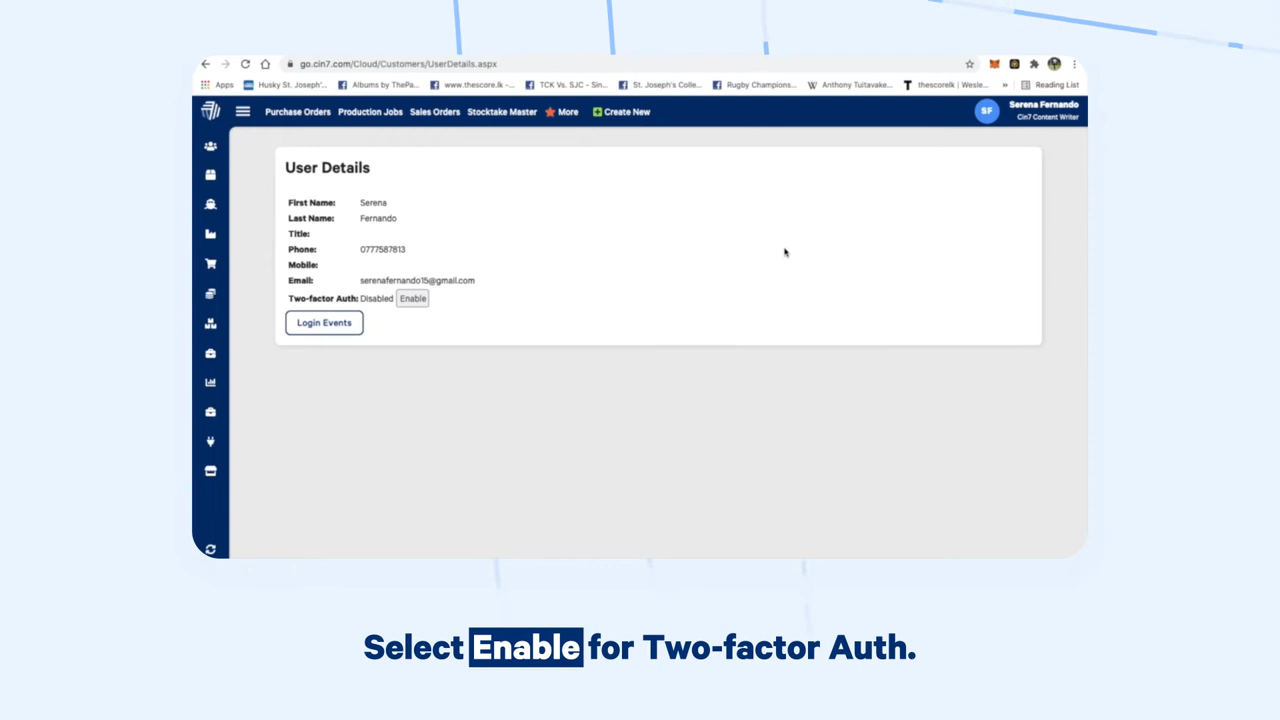 go.cin7.com/Cloud/Customers/UserDetails.aspx
Apps Husky St. Joseph'... Albums by ThePa... www.thescore.lk -... TCK Vs. SJC - Sin... St. Joseph's Colle... Rugby Champions... Anthony Tuitavake... thescorelk | Wesle... » Reading List
Purchase Orders Production Jobs Sales Orders Stocktake Master More Create New
SF Serena Fernando
Cin7 Content Writer
User Details
First Name: Serena
Last Name: Fernando
Title:
Phone: 0777587813
Mobile:
Email: serenafernando15@gmail.com
Two-factor Auth: Disabled Enable
Login Events
Select Enable for Two-factor Auth.